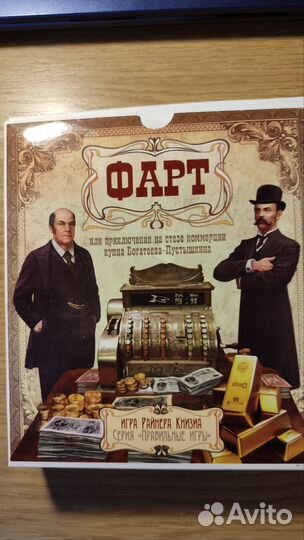 ФАРТ
или приключения на стезе коммерции
купца Богатеева-Пустышкина
игра Райнера Книзиа
Серия «Правильные игры»
Avito